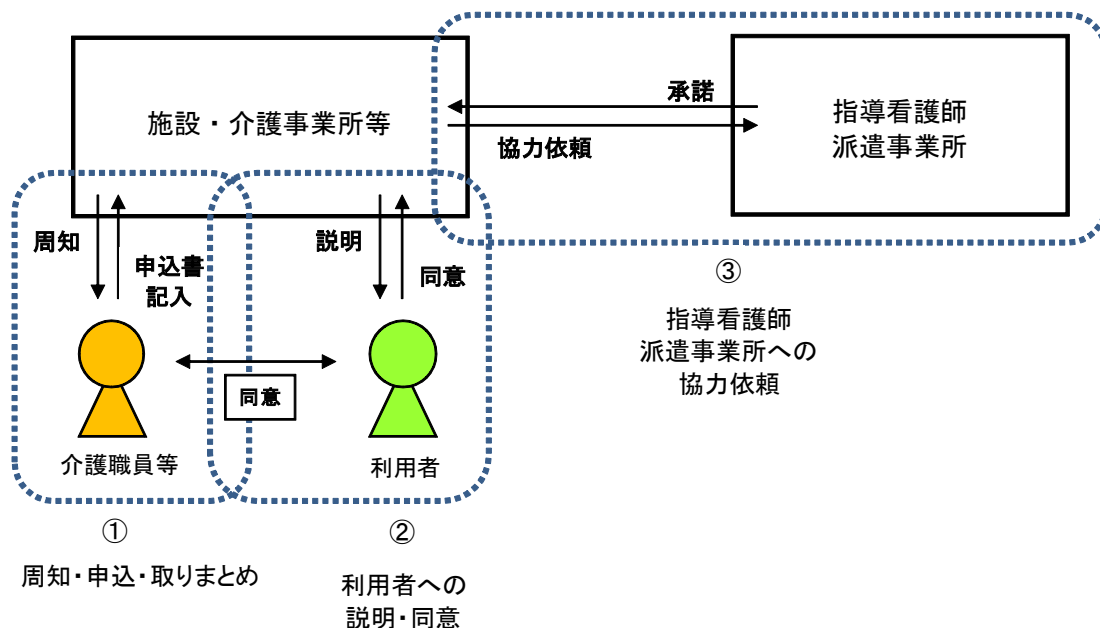 施設・介護事業所等
承諾
協力依頼
指導看護師
派遣事業所
周知
申込書
記入
説明
同意
同意
介護職員等
利用者
①
周知・申込・取りまとめ
②
利用者への
説明・同意
③
指導看護師
派遣事業所への
協力依頼